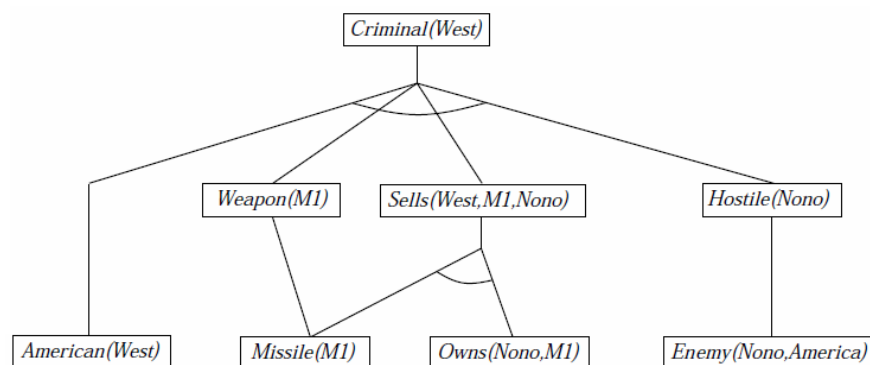 Criminal(West)
Weapon(M1)
Sells(West,M1,Nono)
Hostile(Nono)
American(West)
Missile(M1)
Owns(Nono,M1)
Enemy(Nono,America)